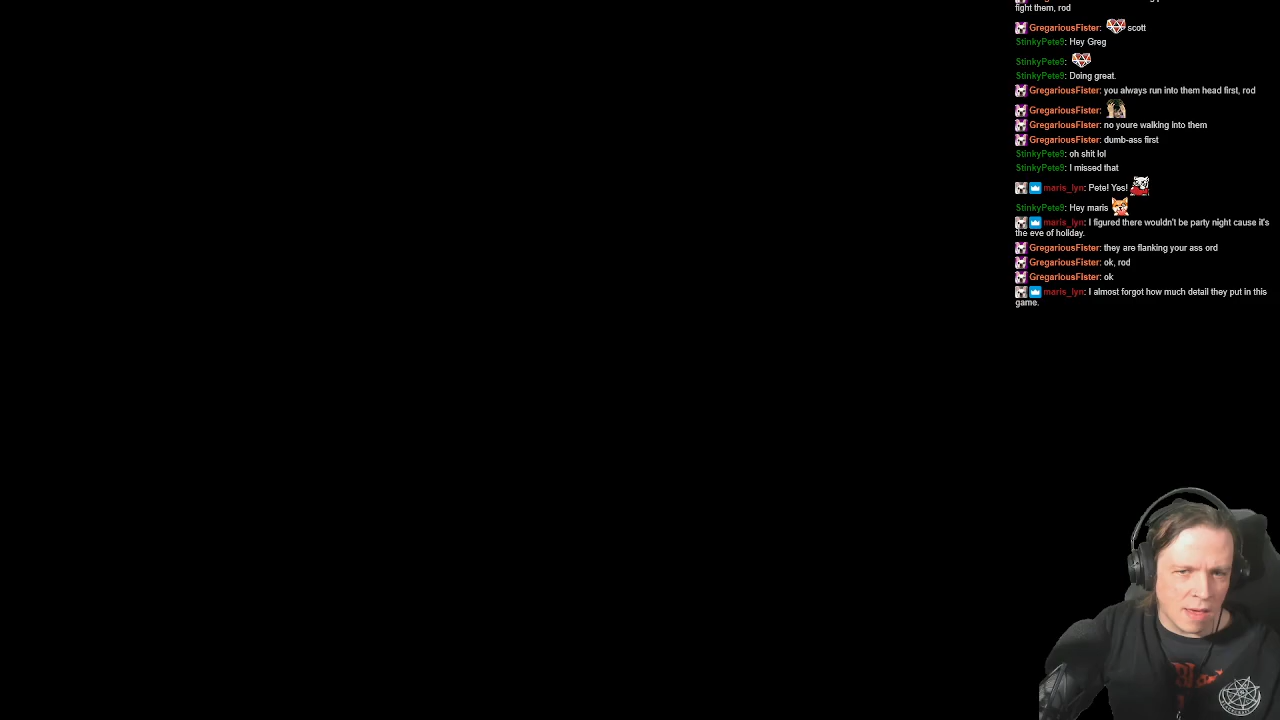 fight them, rod
GregariousFister: scott
StinkyPete9: Hey Greg
StinkyPete9:
StinkyPete9: Doing great.
GregariousFister: you always run into them head first, rod
GregariousFister:
GregariousFister: no youre walking into them
GregariousFister: dumb-ass first
StinkyPete9: oh shit lol
StinkyPete9: I missed that
maris_lyn: Pete! Yes!
StinkyPete9: Hey maris
maris_lyn: I figured there wouldn't be party night cause it's
the eve of holiday.
GregariousFister: they are flanking your ass ord
GregariousFister: ok, rod
GregariousFister: ok
maris_lyn: I almost forgot how much detail they put in this
game.